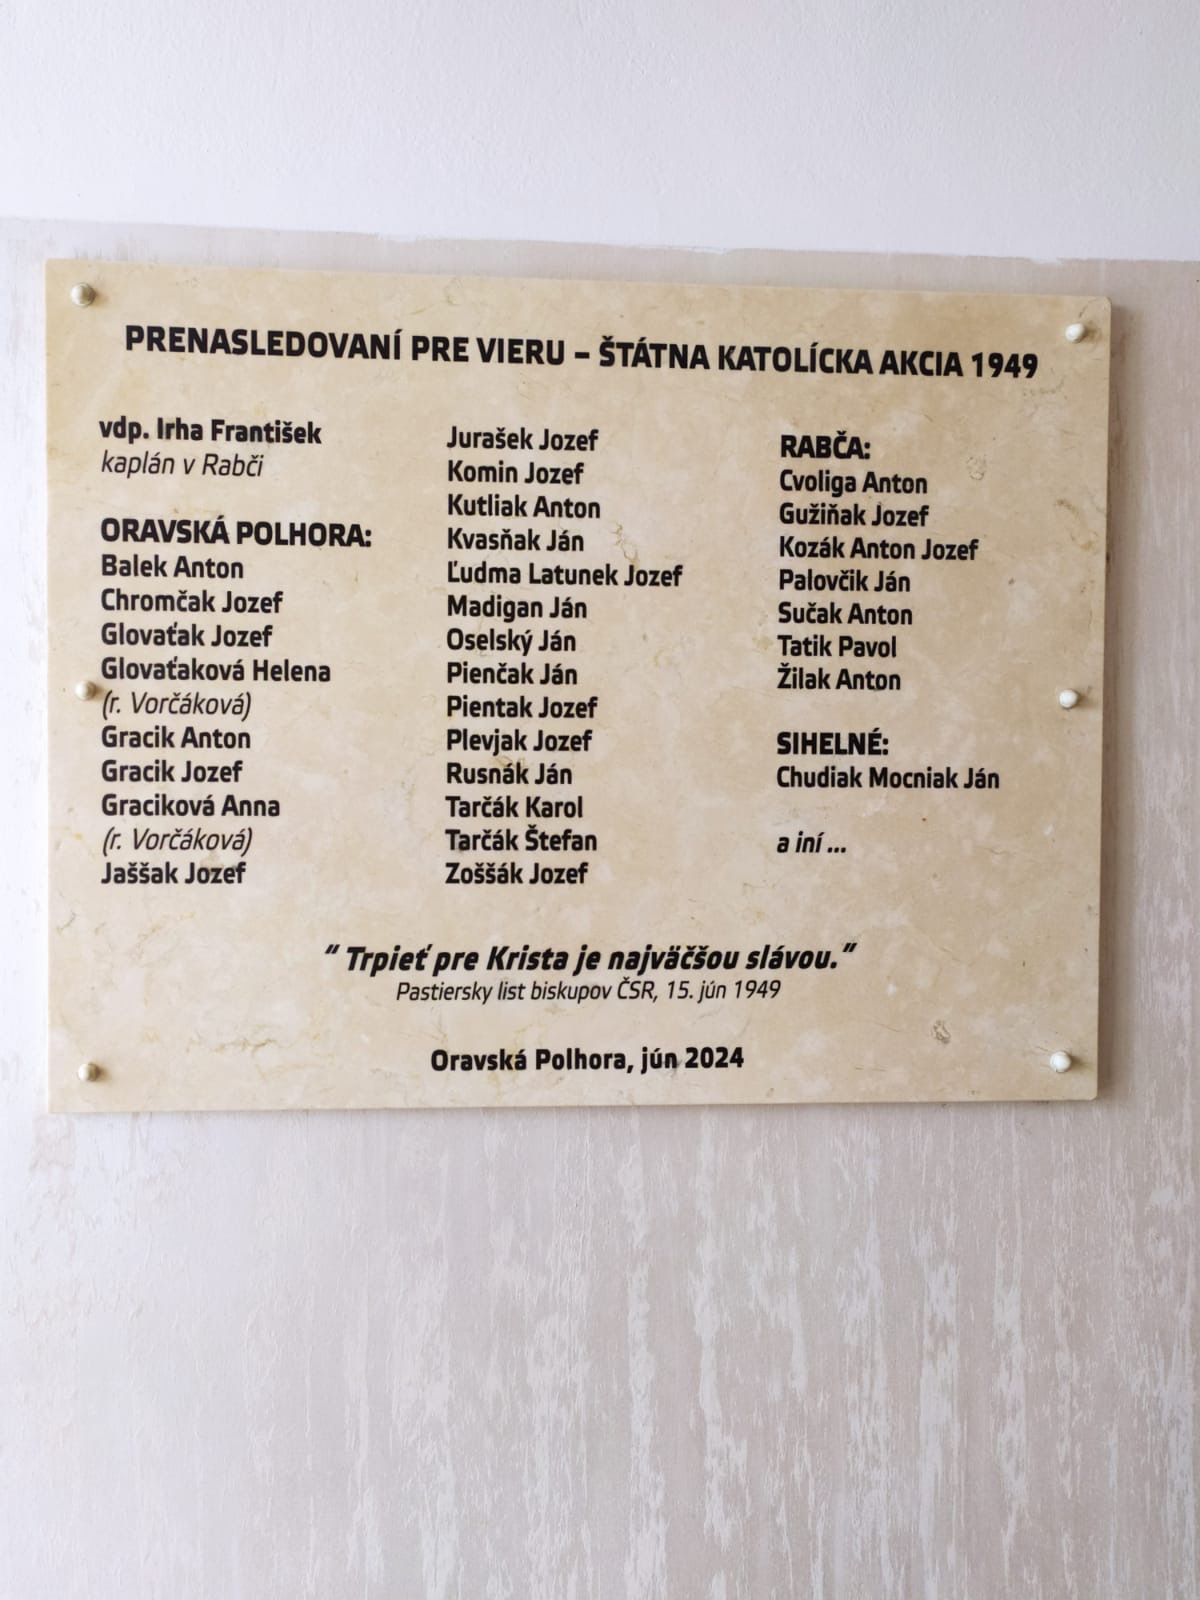 PRENASLEDOVANÍ PRE VIERU – ŠTÁTNA KATOLÍCKA AKCIA 1949
vdp. Irha František
kaplán v Rabči
ORAVSKÁ POLHORA:
Balek Anton
Chromčak Jozef
Glovaťak Jozef
Glovaťaková Helena
(r. Vorčáková)
Gracik Anton
Gracik Jozef
Graciková Anna
(r. Vorčáková)
Jaššak Jozef
Jurašek Jozef
Komin Jozef
Kutliak Anton
Kvasňak Ján
Ľudma Latunek Jozef
Madigan Ján
Oselský Ján
Pienčak Ján
Pientak Jozef
Plevjak Jozef
Rusnák Ján
Tarčák Karol
Tarčák Štefan
Zoššák Jozef
RABČA:
Cvoliga Anton
Gužiňak Jozef
Kozák Anton Jozef
Palovčik Ján
Sučak Anton
Tatik Pavol
Žilak Anton
SIHELNÉ:
Chudiak Mocniak Ján
a iní ...
“ Trpieť pre Krista je najväčšou slávou.”
Pastiersky list biskupov ČSR, 15. jún 1949
Oravská Polhora, jún 2024